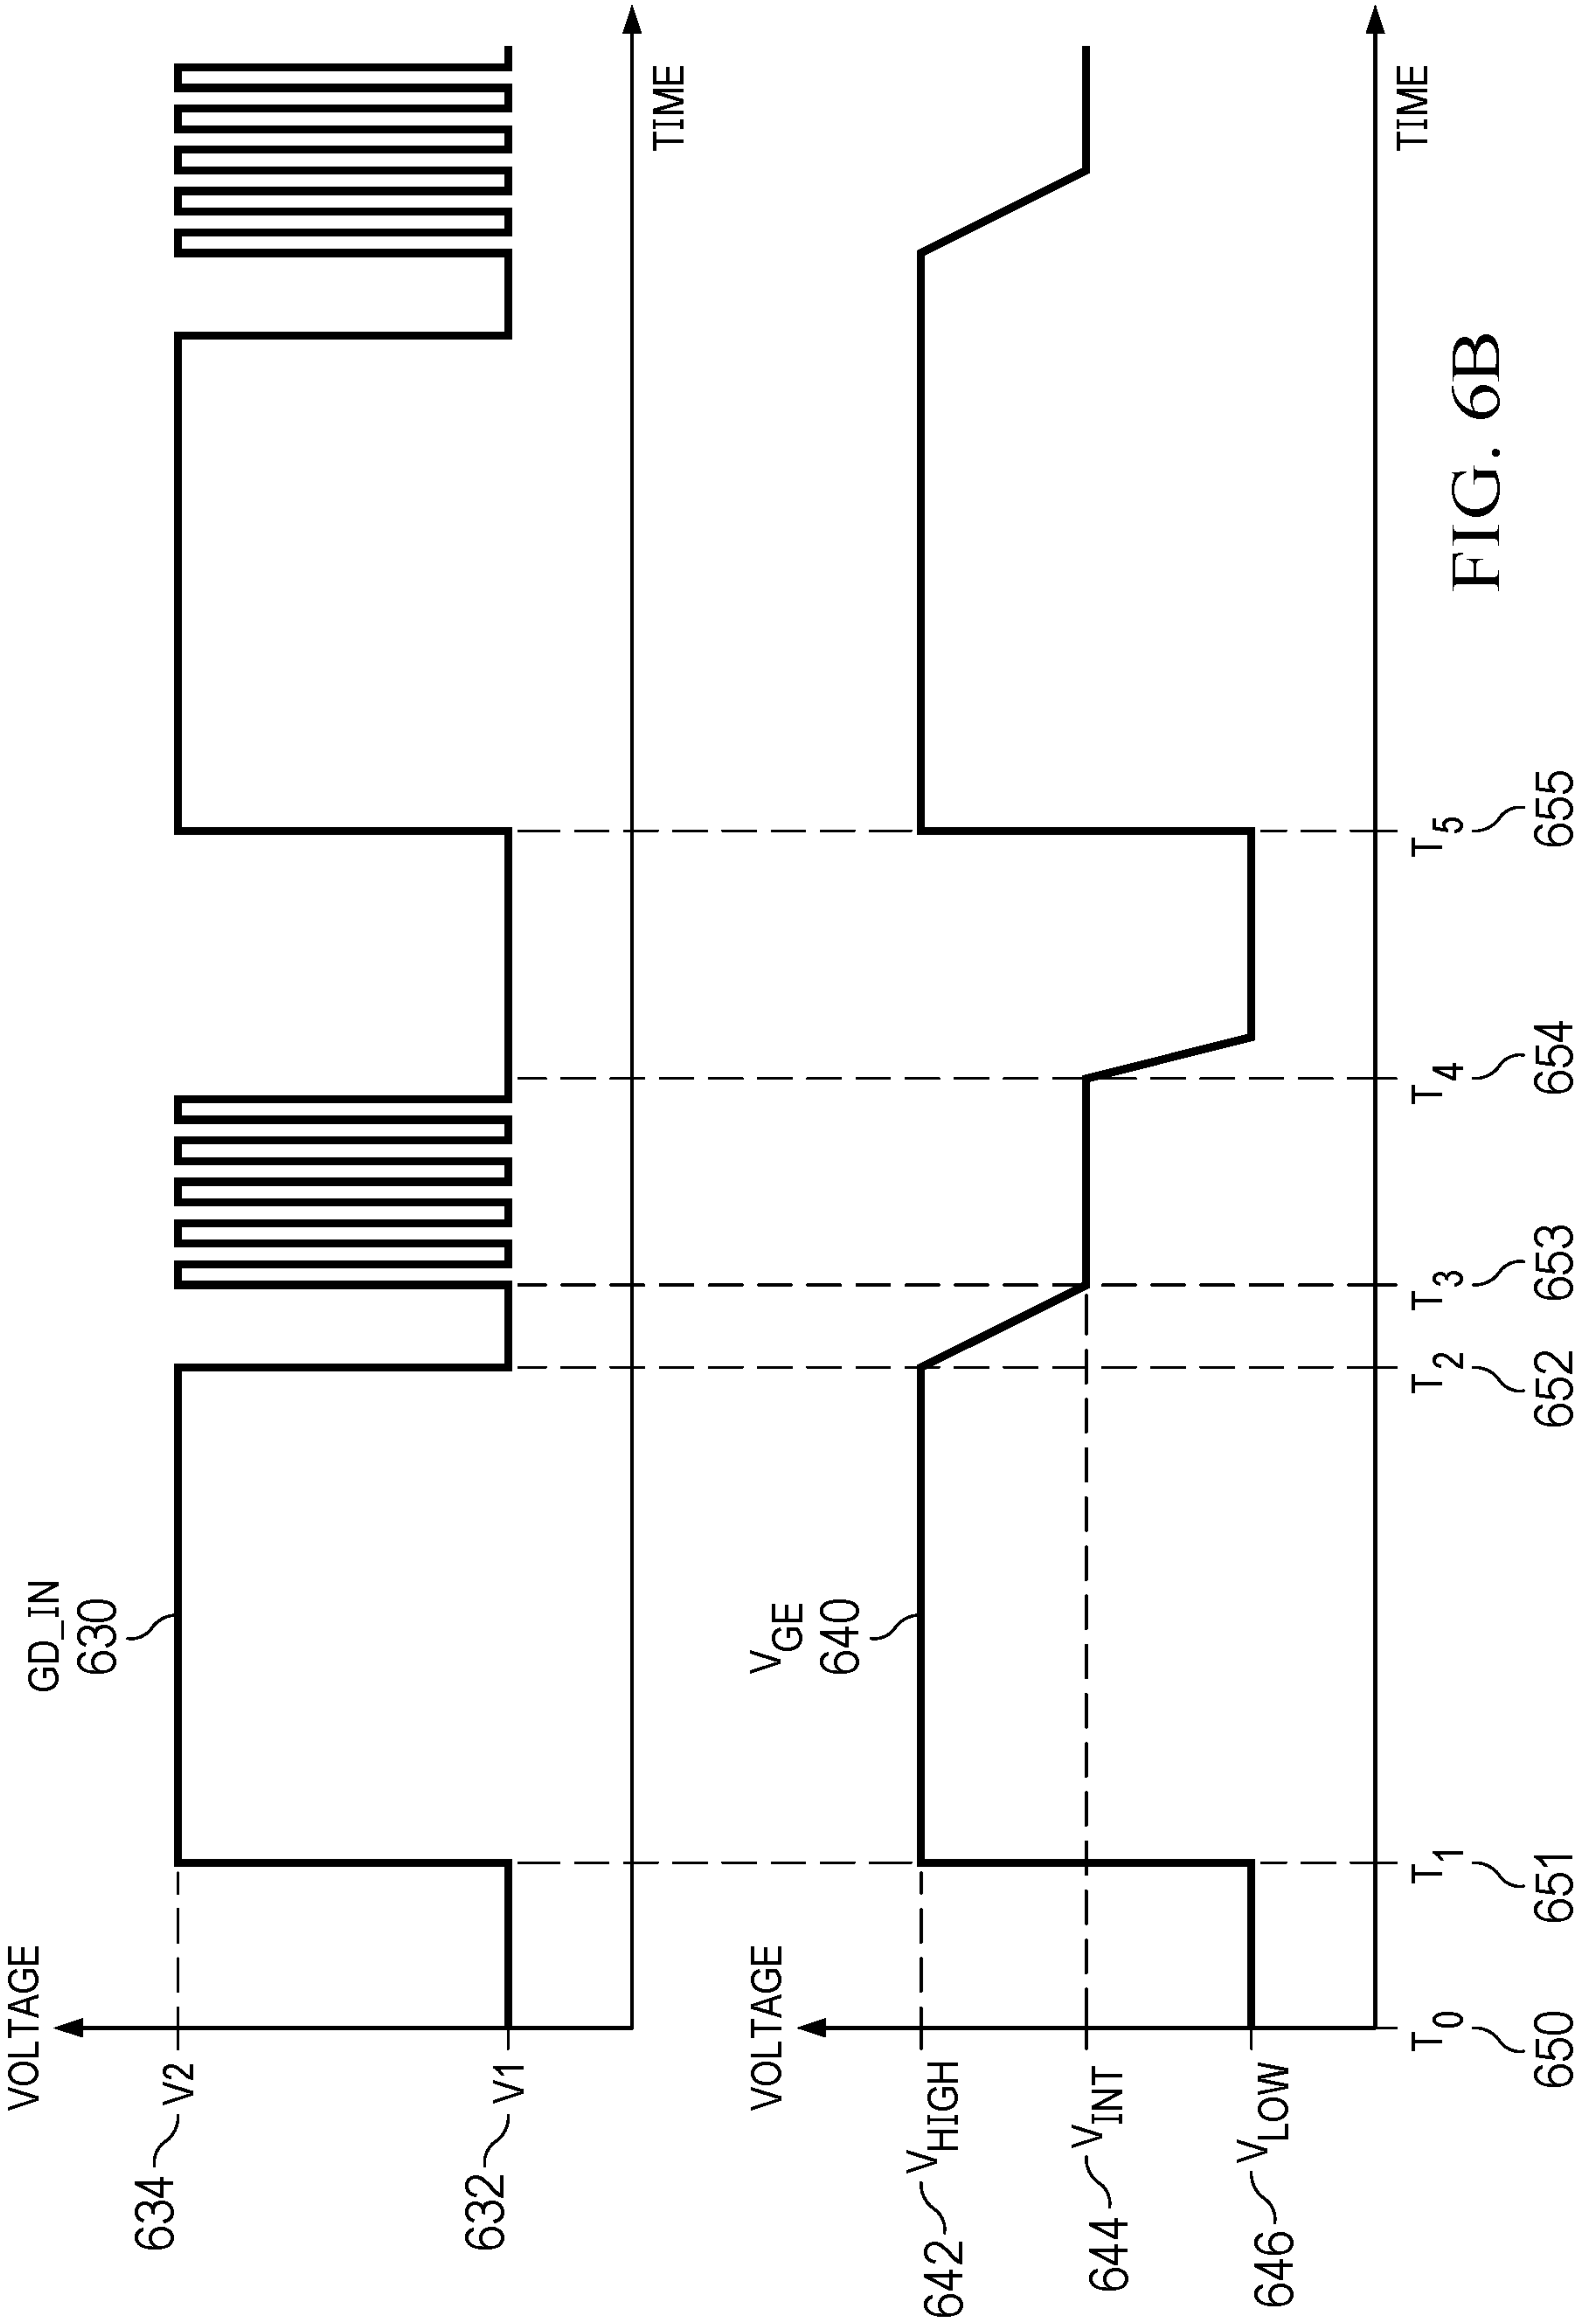 VOLTAGE
GD_IN
630
634 V2
632 V1
TIME
VOLTAGE
VGE
640
642 VHIGH
644 VINT
646 VLOW
TIME
T0 T1 T2 T3 T4 T5
650 651 652 653 654 655
FIG. 6B